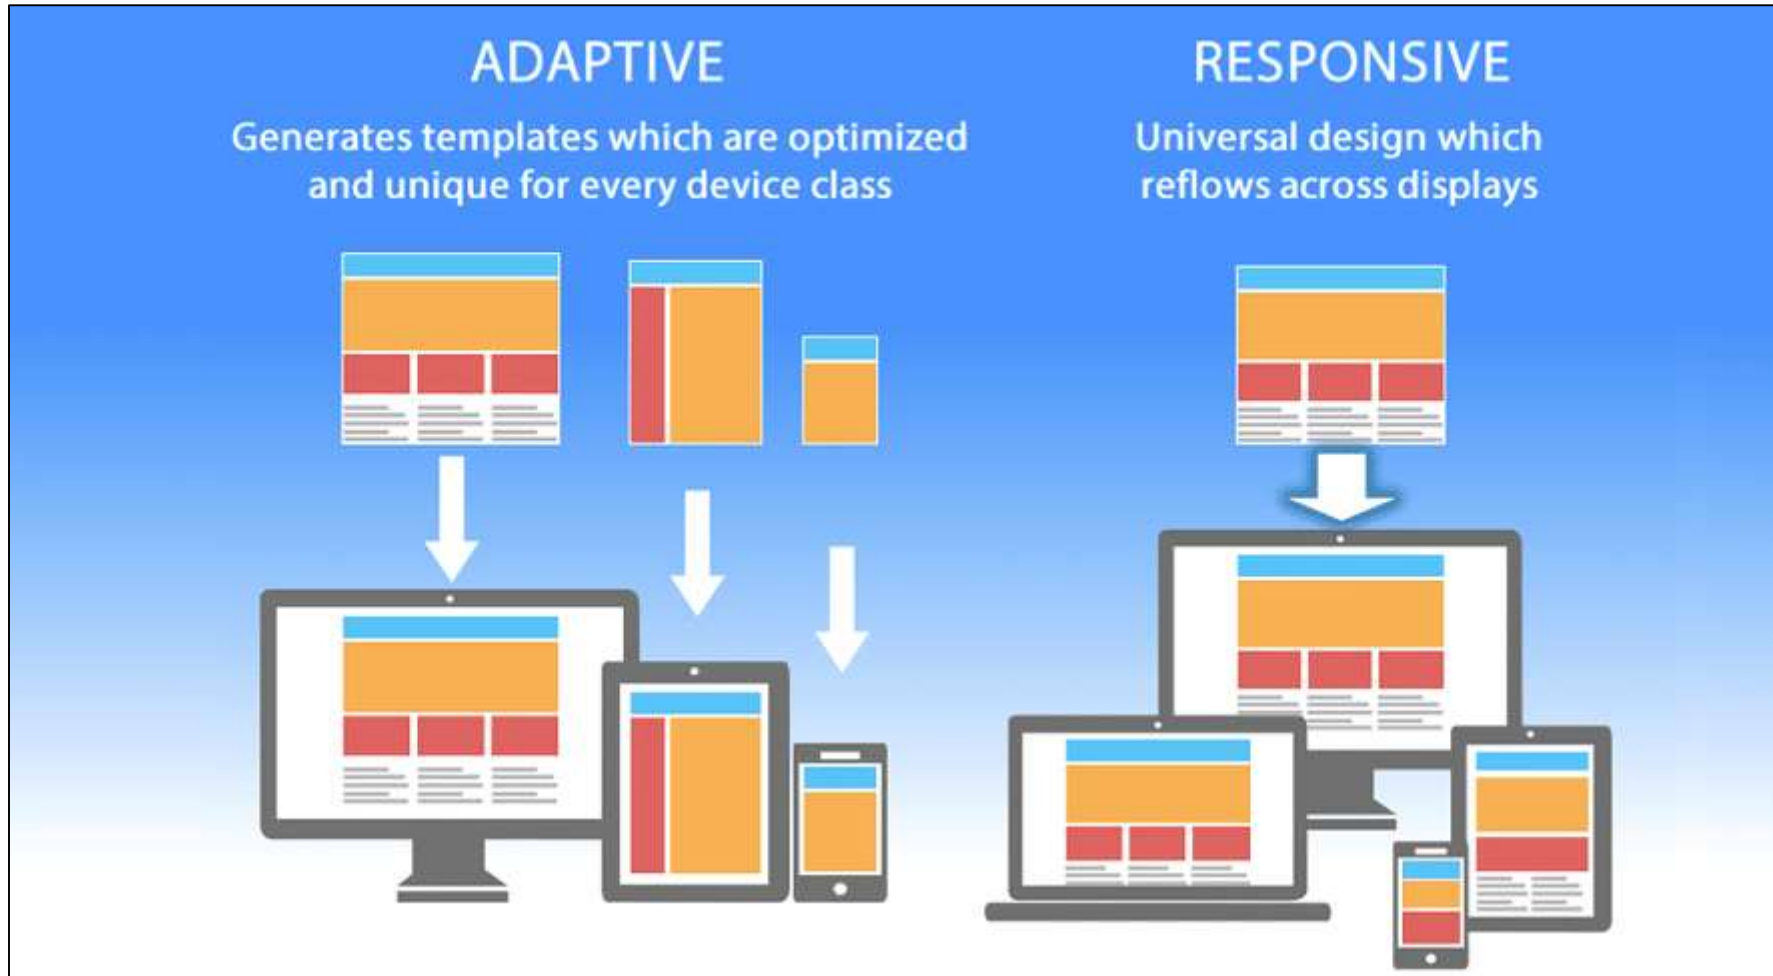 ADAPTIVE
Generates templates which are optimized
and unique for every device class
RESPONSIVE
Universal design which
reflows across displays